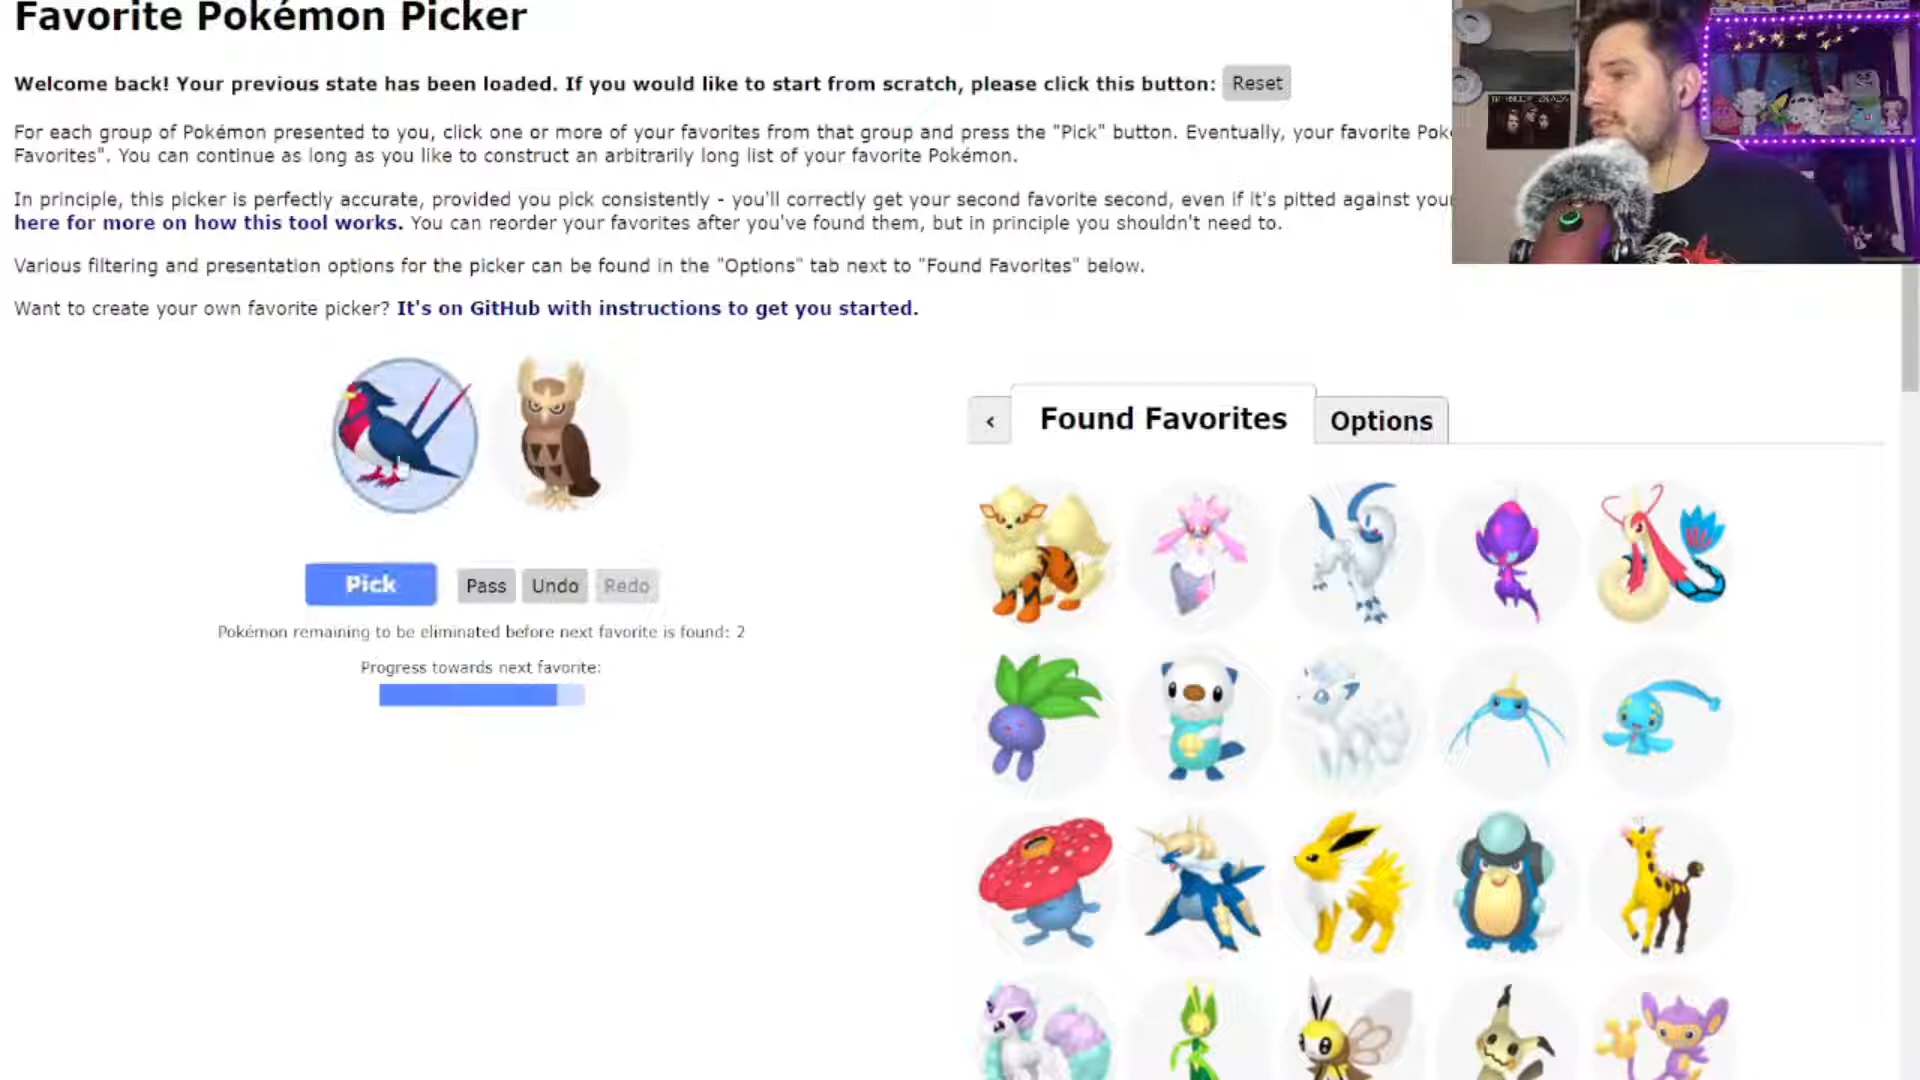 Favorite Pokémon Picker
Welcome back! Your previous state has been loaded. If you would like to start from scratch, please click this button: Reset
For each group of Pokémon presented to you, click one or more of your favorites from that group and press the "Pick" button. Eventually, your favorite Pok
Favorites". You can continue as long as you like to construct an arbitrarily long list of your favorite Pokémon.
In principle, this picker is perfectly accurate, provided you pick consistently - you'll correctly get your second favorite second, even if it's pitted against your
here for more on how this tool works. You can reorder your favorites after you've found them, but in principle you shouldn't need to.
Various filtering and presentation options for the picker can be found in the "Options" tab next to "Found Favorites" below.
Want to create your own favorite picker? It's on GitHub with instructions to get you started.
‹ Found Favorites Options
Pick Pass Undo Redo
Pokémon remaining to be eliminated before next favorite is found: 2
Progress towards next favorite: